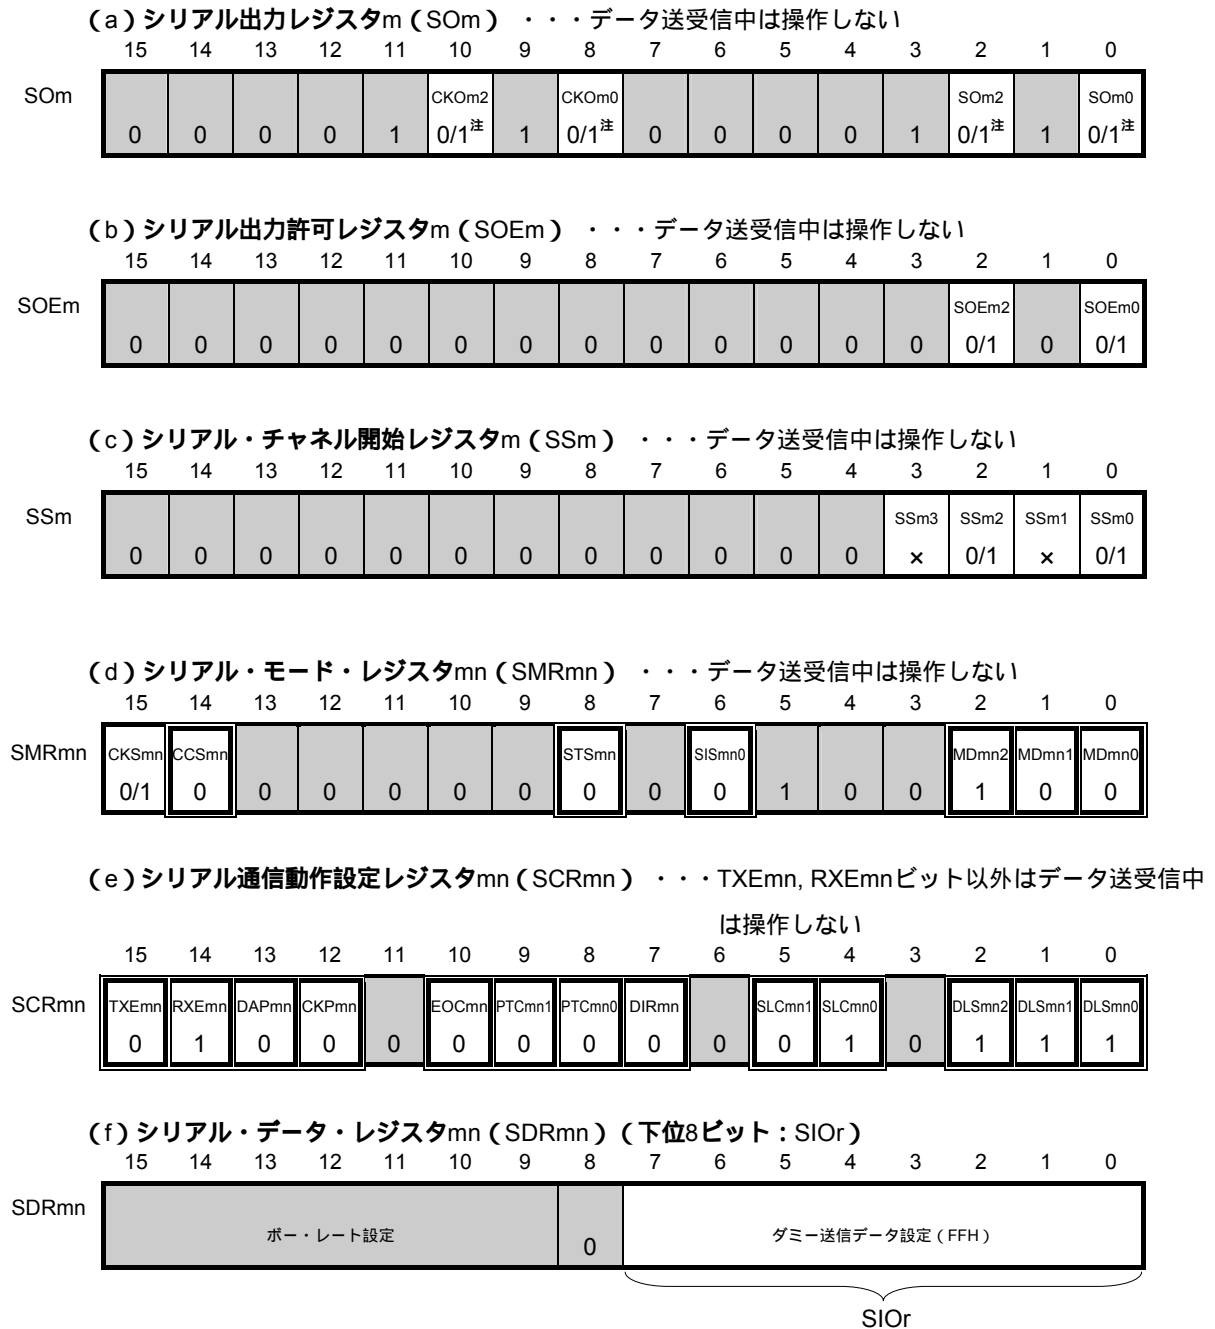 (a)シリアル出力レジスタm(SOm) ・・・データ送受信中は操作しない
15 14 13 12 11 10 9 8 7 6 5 4 3 2 1 0
SOm
CKOm2 CKOm0 SOm2 SOm0
0 0 0 0 1 0/1注 1 0/1注 0 0 0 0 1 0/1注 1 0/1注
(b)シリアル出力許可レジスタm(SOEm) ・・・データ送受信中は操作しない
15 14 13 12 11 10 9 8 7 6 5 4 3 2 1 0
SOEm
SOEm2 SOEm0
0 0 0 0 0 0 0 0 0 0 0 0 0 0/1 0 0/1
(c)シリアル・チャネル開始レジスタm(SSm) ・・・データ送受信中は操作しない
15 14 13 12 11 10 9 8 7 6 5 4 3 2 1 0
SSm
SSm3 SSm2 SSm1 SSm0
0 0 0 0 0 0 0 0 0 0 0 0 × 0/1 × 0/1
(d)シリアル・モード・レジスタmn(SMRmn) ・・・データ送受信中は操作しない
15 14 13 12 11 10 9 8 7 6 5 4 3 2 1 0
SMRmn
CKSmn CCSmn STSmn SISmn0 MDmn2 MDmn1 MDmn0
0/1 0 0 0 0 0 0 0 0 0 1 0 0 1 0 0
(e)シリアル通信動作設定レジスタmn(SCRmn) ・・・TXEmn, RXEmnビット以外はデータ送受信中
は操作しない
15 14 13 12 11 10 9 8 7 6 5 4 3 2 1 0
SCRmn
TXEmn RXEmn DAPmn CKPmn EOCmn PTCmn1 PTCmn0 DIRmn SLCmn1 SLCmn0 DLSmn2 DLSmn1 DLSmn0
0 1 0 0 0 0 0 0 0 0 0 1 0 1 1 1
(f)シリアル・データ・レジスタmn(SDRmn)(下位8ビット:SIOr)
15 14 13 12 11 10 9 8 7 6 5 4 3 2 1 0
SDRmn
ボー・レート設定 0 ダミー送信データ設定(FFH)
SIOr